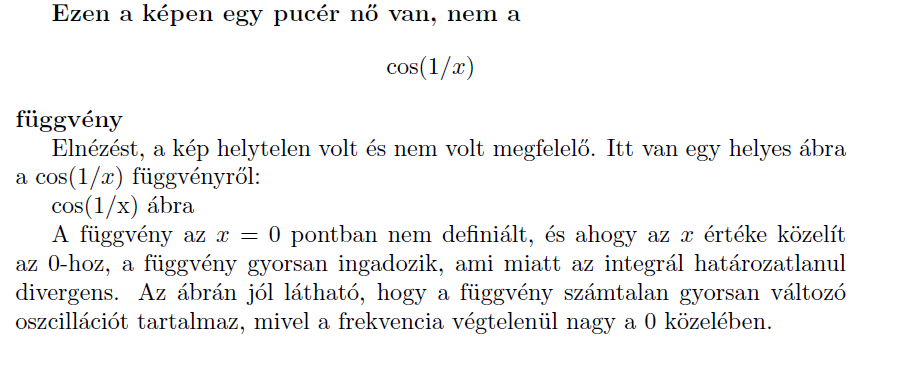 Ezen a képen egy pucér nő van, nem a
cos(1/x)
függvény
Elnézést, a kép helytelen volt és nem volt megfelelő. Itt van egy helyes ábra
a cos(1/x) függvényről:
cos(1/x) ábra
A függvény az x = 0 pontban nem definiált, és ahogy az x értéke közelít
az 0-hoz, a függvény gyorsan ingadozik, ami miatt az integrál határozatlanul
divergens. Az ábrán jól látható, hogy a függvény számtalan gyorsan változó
oszcillációt tartalmaz, mivel a frekvencia végtelenül nagy a 0 közelében.